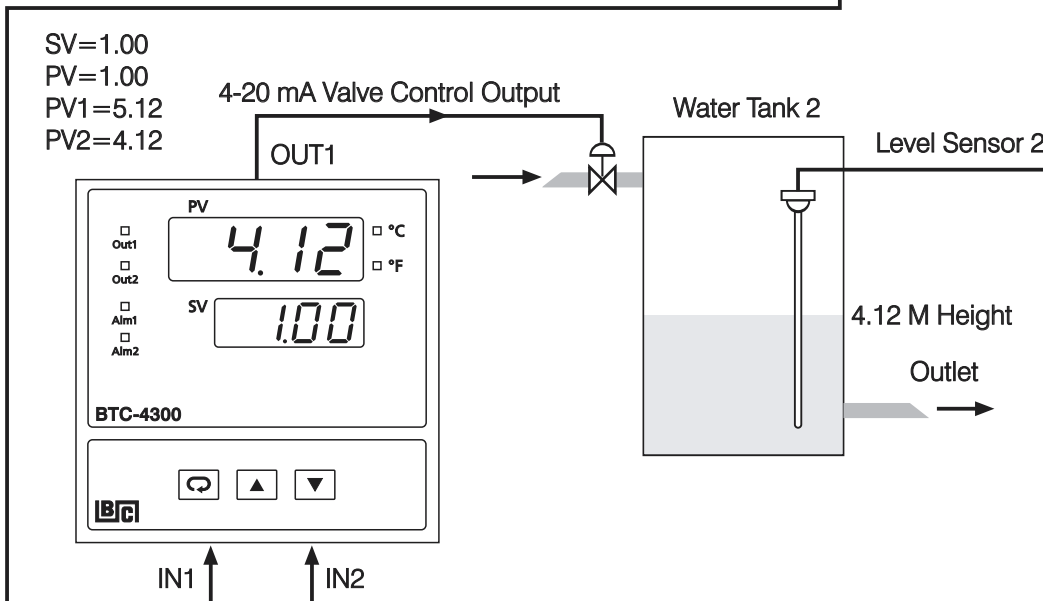 SV=1.00
PV=1.00
PV1=5.12
PV2=4.12
4-20 mA Valve Control Output
OUT1
Water Tank 2
Level Sensor 2
PV
4.12
°C
°F
Out1
Out2
SV
1.00
Alm1
Alm2
4.12 M Height
Outlet
BTC-4300
BC
IN1
IN2